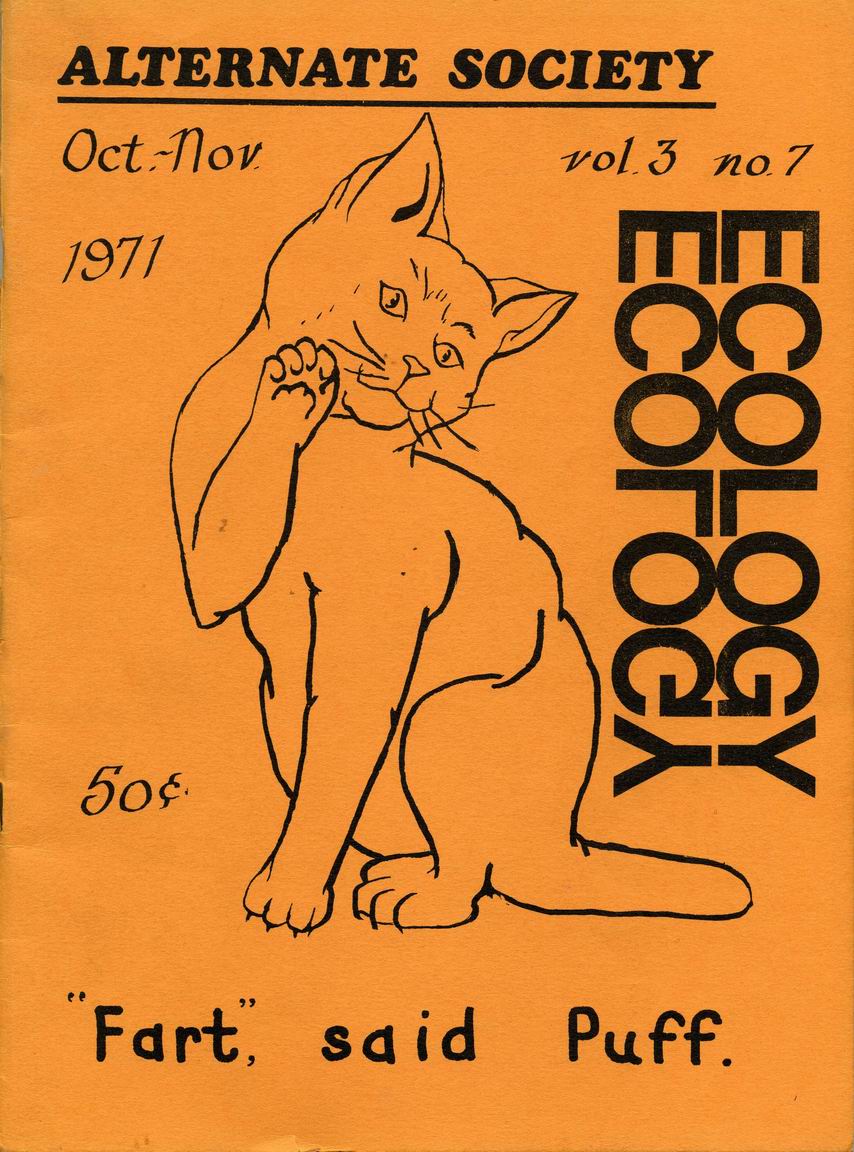 ALTERNATE SOCIETY
Oct.-Nov.
vol. 3 no. 7
1971
ECOLOGY
ECOLOGY
50¢
"Fart", said Puff.